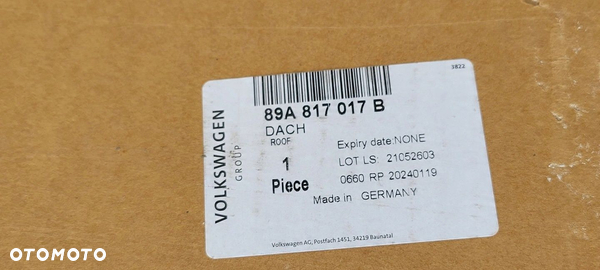 3822
VOLKSWAGEN
GROUP
89A 817 017 B
DACH
ROOF
1
Piece
Expiry date:NONE
LOT LS: 21052603
0660 RP 20240119
Made in GERMANY
Volkswagen AG, Postfach 1451, 34219 Baunatal
OTOMOTO
OTOMOTO